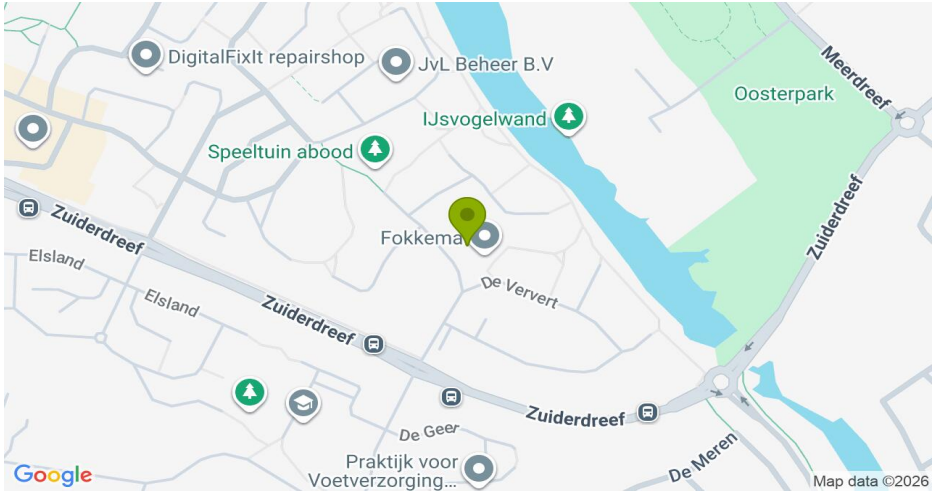 DigitalFixIt repairshop
JvL Beheer B.V
Meerdreef
Oosterpark
IJsvogelwand
Speeltuin abood
Zuiderdreef
Zuiderdreef
Elsland
Fokkema
De Ververt
Elsland
Zuiderdreef
Zuiderdreef
De Geer
De Meren
Praktijk voor
Voetverzorging...
Google
Map data ©2026